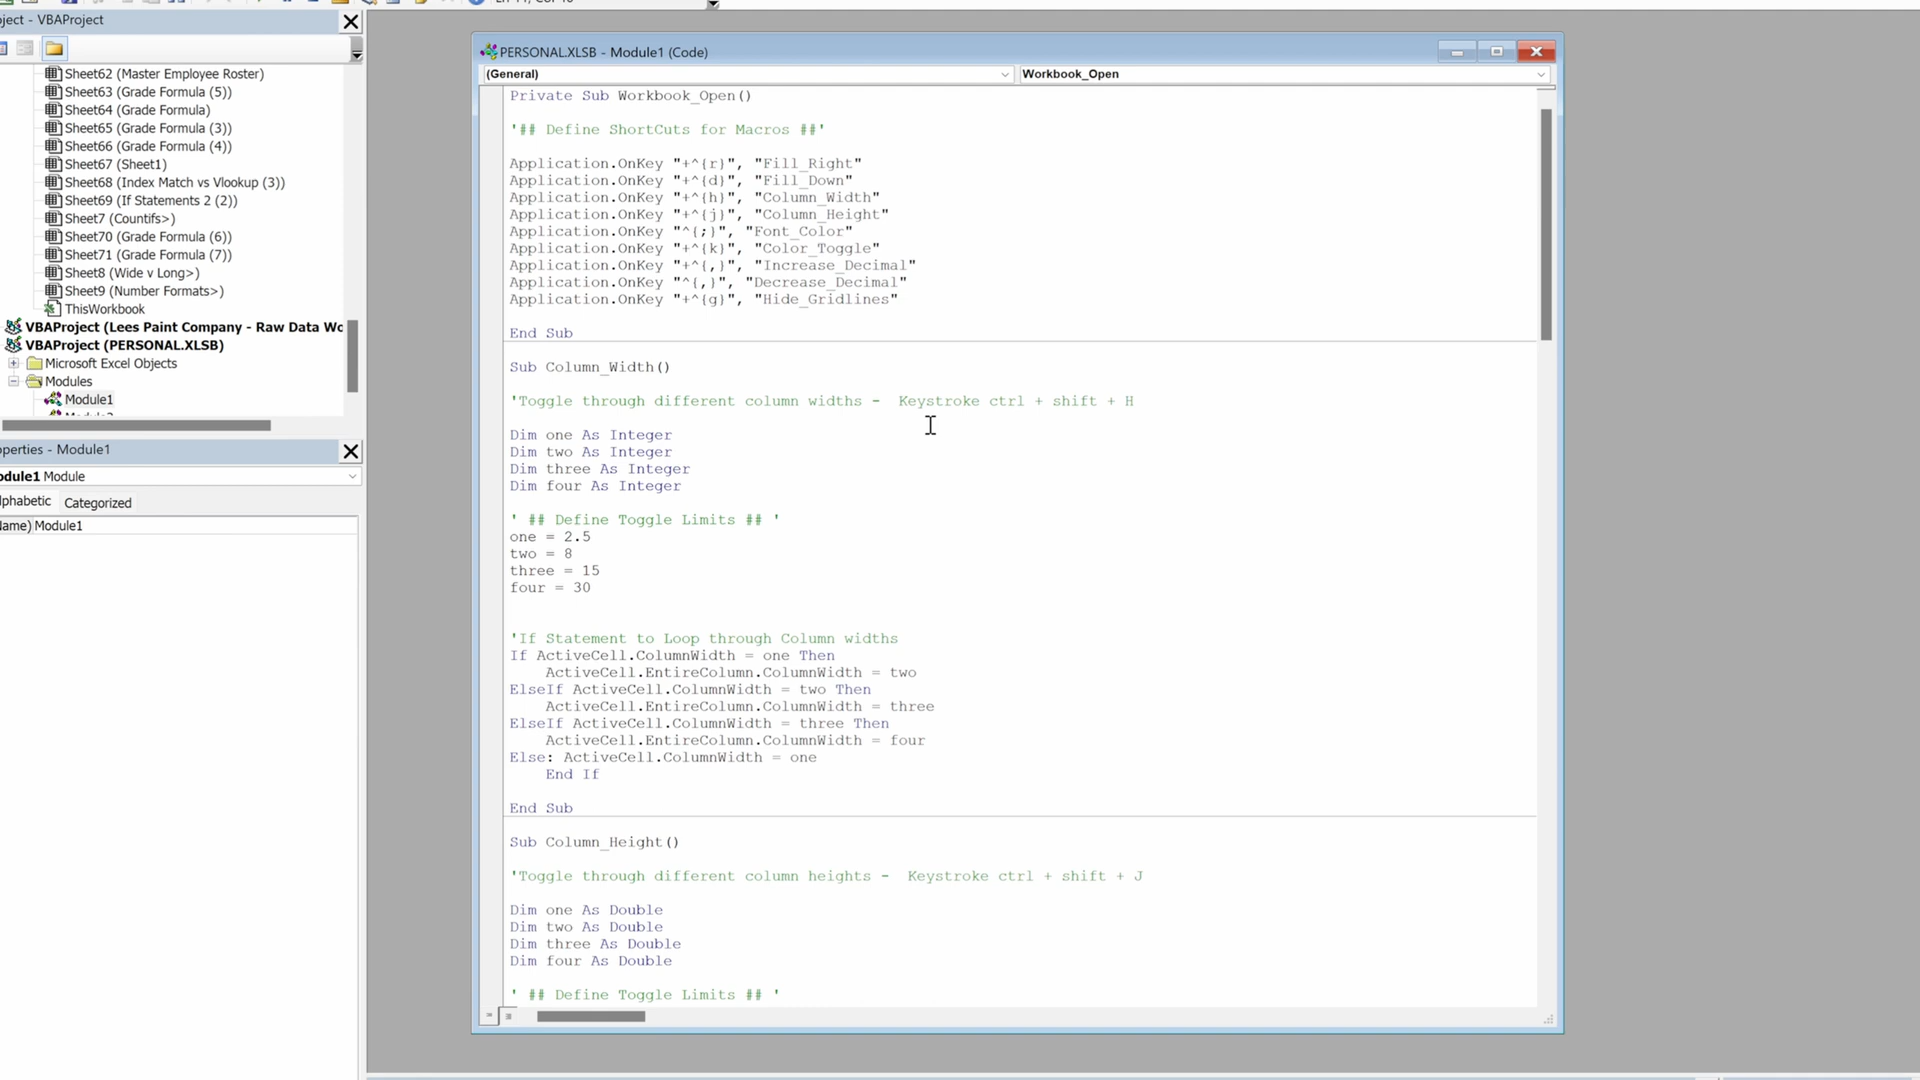 oject - VBAProject
Sheet62 (Master Employee Roster)
Sheet63 (Grade Formula (5))
Sheet64 (Grade Formula)
Sheet65 (Grade Formula (3))
Sheet66 (Grade Formula (4))
Sheet67 (Sheet1)
Sheet68 (Index Match vs Vlookup (3))
Sheet69 (If Statements 2 (2))
Sheet7 (Countifs>)
Sheet70 (Grade Formula (6))
Sheet71 (Grade Formula (7))
Sheet8 (Wide v Long>)
Sheet9 (Number Formats>)
ThisWorkbook
VBAProject (Lees Paint Company - Raw Data Wo
VBAProject (PERSONAL.XLSB)
Microsoft Excel Objects
Modules
Module1
operties - Module1
odule1 Module
lphabetic Categorized
Name) Module1
PERSONAL.XLSB - Module1 (Code)
(General) Workbook_Open
Private Sub Workbook_Open()
'## Define ShortCuts for Macros ##'
Application.OnKey "+^{r}", "Fill_Right"
Application.OnKey "+^{d}", "Fill_Down"
Application.OnKey "+^{h}", "Column_Width"
Application.OnKey "+^{j}", "Column_Height"
Application.OnKey "^{;}", "Font_Color"
Application.OnKey "+^{k}", "Color_Toggle"
Application.OnKey "+^{,}", "Increase_Decimal"
Application.OnKey "^{,}", "Decrease_Decimal"
Application.OnKey "+^{g}", "Hide_Gridlines"
End Sub
Sub Column_Width()
'Toggle through different column widths -  Keystroke ctrl + shift + H
Dim one As Integer
Dim two As Integer
Dim three As Integer
Dim four As Integer
' ## Define Toggle Limits ## '
one = 2.5
two = 8
three = 15
four = 30
'If Statement to Loop through Column widths
If ActiveCell.ColumnWidth = one Then
ActiveCell.EntireColumn.ColumnWidth = two
ElseIf ActiveCell.ColumnWidth = two Then
ActiveCell.EntireColumn.ColumnWidth = three
ElseIf ActiveCell.ColumnWidth = three Then
ActiveCell.EntireColumn.ColumnWidth = four
Else: ActiveCell.ColumnWidth = one
End If
End Sub
Sub Column_Height()
'Toggle through different column heights -  Keystroke ctrl + shift + J
Dim one As Double
Dim two As Double
Dim three As Double
Dim four As Double
' ## Define Toggle Limits ## '